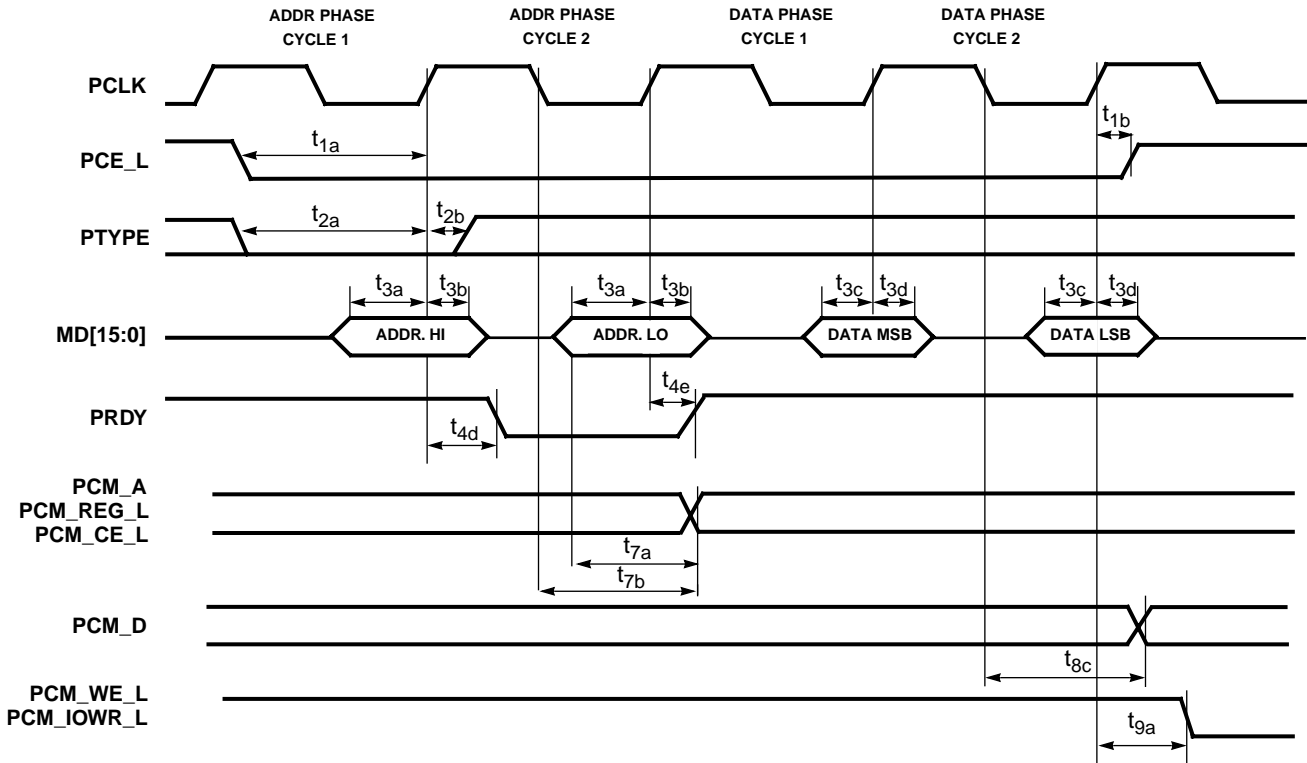 ADDR PHASE
CYCLE 1
ADDR PHASE
CYCLE 2
DATA PHASE
CYCLE 1
DATA PHASE
CYCLE 2
PCLK
t1b
PCE_L
t1a
PTYPE
t2a
t2b
t3a
t3b
t3a
t3b
t3c
t3d
t3c
t3d
MD[15:0]
ADDR. HI
ADDR. LO
DATA MSB
DATA LSB
PRDY
t4e
t4d
PCM_A
PCM_REG_L
PCM_CE_L
t7a
t7b
PCM_D
t8c
PCM_WE_L
PCM_IOWR_L
t9a